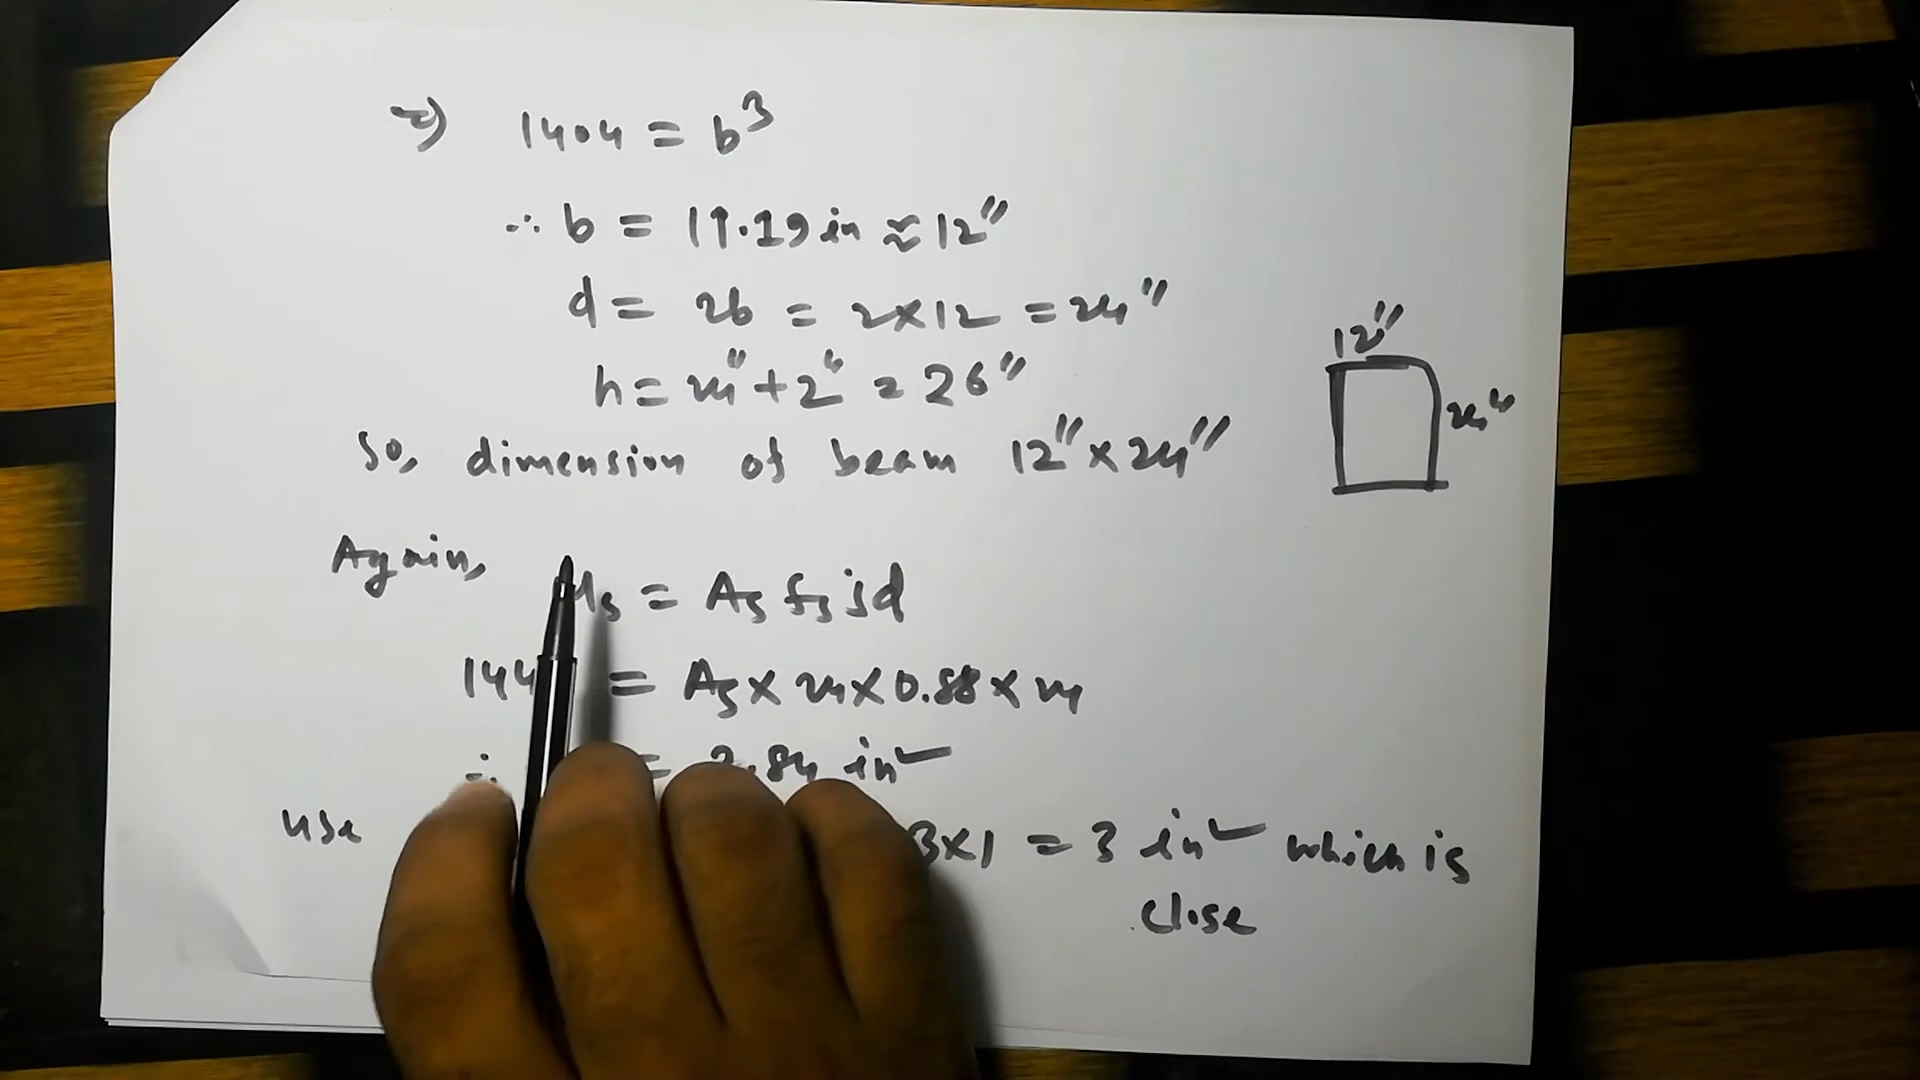 ⇒ 1404 = b³
∴ b = 11.19 in ≈ 12"
d = 2b = 2×12 = 24"
h = 24" + 2" = 26"
12"
24"
So, dimension of beam 12" × 24"
Again, = As fs jd
= As × 24 × 0.88 × 24
∴ = 2.84 in²
use 3×1 = 3 in² which is
close